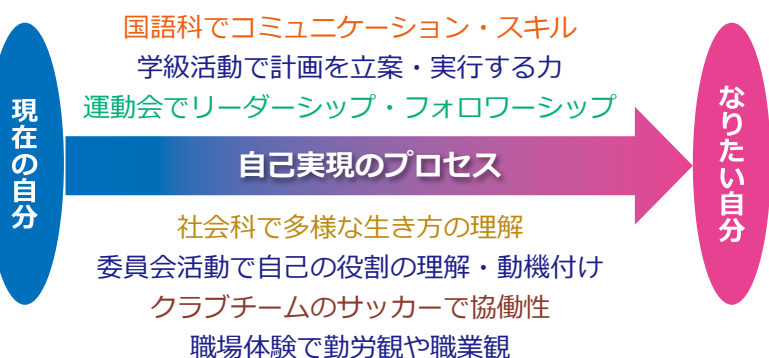 国語科でコミュニケーション・スキル
学級活動で計画を立案・実行する力
運動会でリーダーシップ・フォロワーシップ
現在の自分
自己実現のプロセス
なりたい自分
社会科で多様な生き方の理解
委員会活動で自己の役割の理解・動機付け
クラブチームのサッカーで協働性
職場体験で勤労観や職業観